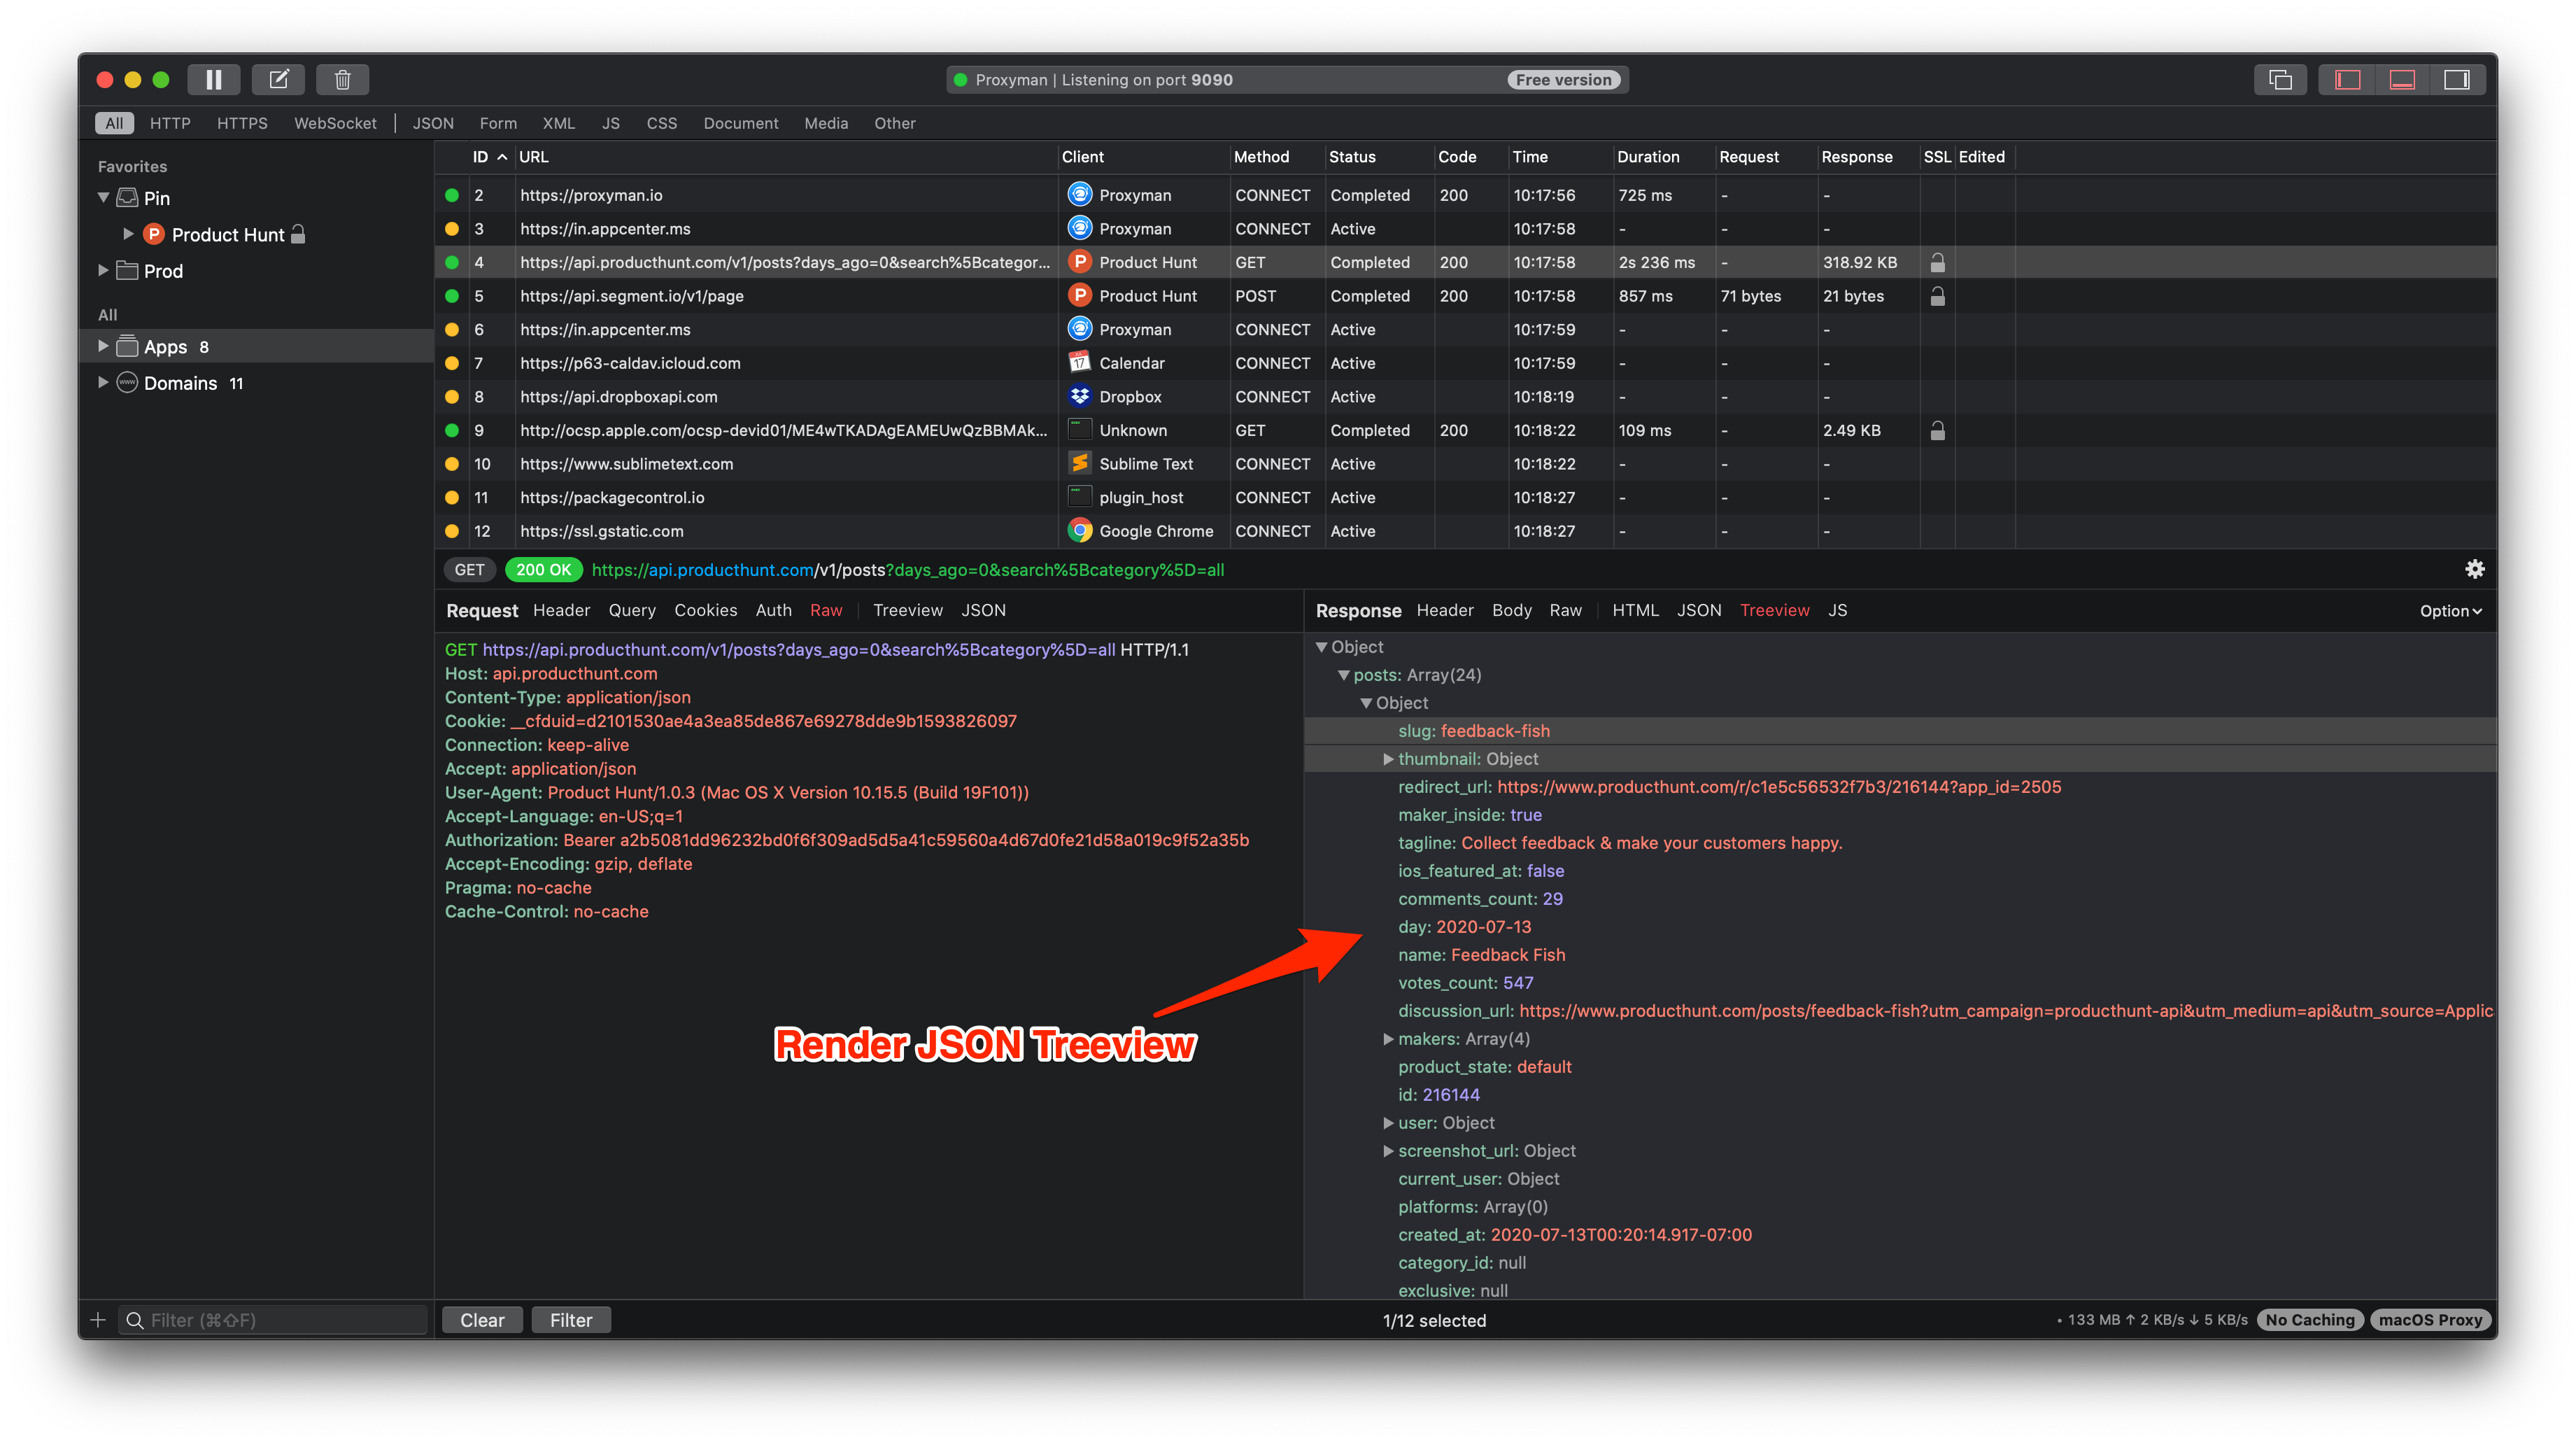 Proxyman | Listening on port 9090 Free version
All HTTP HTTPS WebSocket JSON Form XML JS CSS Document Media Other
Favorites
Pin
Product Hunt
Prod
All
Apps 8
Domains 11
ID URL Client Method Status Code Time Duration Request Response SSL Edited
2 https://proxyman.io Proxyman CONNECT Completed 200 10:17:56 725 ms - -
3 https://in.appcenter.ms Proxyman CONNECT Active 10:17:58 - - -
4 https://api.producthunt.com/v1/posts?days_ago=0&search%5Bcategor... Product Hunt GET Completed 200 10:17:58 2s 236 ms - 318.92 KB
5 https://api.segment.io/v1/page Product Hunt POST Completed 200 10:17:58 857 ms 71 bytes 21 bytes
6 https://in.appcenter.ms Proxyman CONNECT Active 10:17:59 - - -
7 https://p63-caldav.icloud.com Calendar CONNECT Active 10:17:59 - - -
8 https://api.dropboxapi.com Dropbox CONNECT Active 10:18:19 - - -
9 http://ocsp.apple.com/ocsp-devid01/ME4wTKADAgEAMEUwQzBBMAk... Unknown GET Completed 200 10:18:22 109 ms - 2.49 KB
10 https://www.sublimetext.com Sublime Text CONNECT Active 10:18:22 - - -
11 https://packagecontrol.io plugin_host CONNECT Active 10:18:27 - - -
12 https://ssl.gstatic.com Google Chrome CONNECT Active 10:18:27 - - -
GET 200 OK https://api.producthunt.com/v1/posts?days_ago=0&search%5Bcategory%5D=all
Request Header Query Cookies Auth Raw Treeview JSON
GET https://api.producthunt.com/v1/posts?days_ago=0&search%5Bcategory%5D=all HTTP/1.1
Host: api.producthunt.com
Content-Type: application/json
Cookie: __cfduid=d2101530ae4a3ea85de867e69278dde9b1593826097
Connection: keep-alive
Accept: application/json
User-Agent: Product Hunt/1.0.3 (Mac OS X Version 10.15.5 (Build 19F101))
Accept-Language: en-US;q=1
Authorization: Bearer a2b5081dd96232bd0f6f309ad5d5a41c59560a4d67d0fe21d58a019c9f52a35b
Accept-Encoding: gzip, deflate
Pragma: no-cache
Cache-Control: no-cache
Render JSON Treeview
Response Header Body Raw HTML JSON Treeview JS Option
Object
posts: Array(24)
Object
slug: feedback-fish
thumbnail: Object
redirect_url: https://www.producthunt.com/r/c1e5c56532f7b3/216144?app_id=2505
maker_inside: true
tagline: Collect feedback & make your customers happy.
ios_featured_at: false
comments_count: 29
day: 2020-07-13
name: Feedback Fish
votes_count: 547
discussion_url: https://www.producthunt.com/posts/feedback-fish?utm_campaign=producthunt-api&utm_medium=api&utm_source=Applic
makers: Array(4)
product_state: default
id: 216144
user: Object
screenshot_url: Object
current_user: Object
platforms: Array(0)
created_at: 2020-07-13T00:20:14.917-07:00
category_id: null
exclusive: null
Filter (⌘⇧F) Clear Filter 1/12 selected • 133 MB ↑ 2 KB/s ↓ 5 KB/s No Caching macOS Proxy